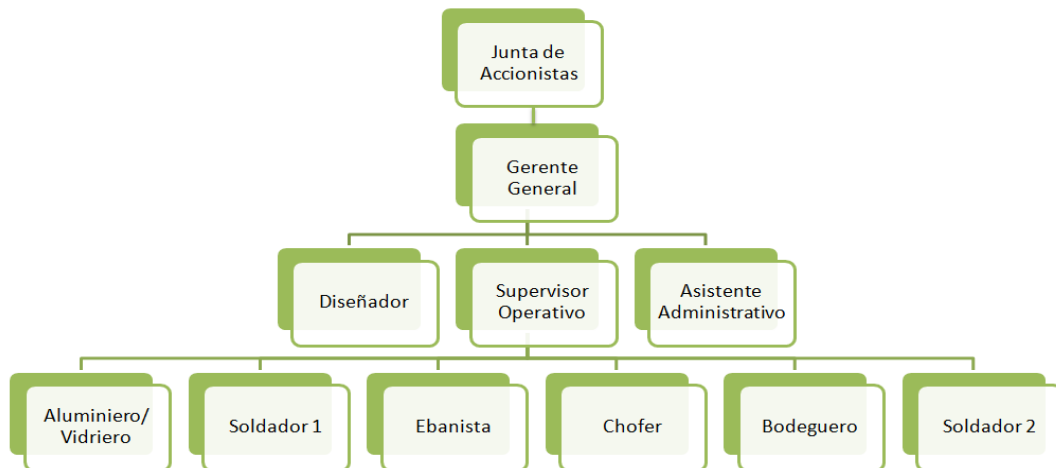 Junta de
Accionistas
Gerente
General
Diseñador
Supervisor
Operativo
Asistente
Administrativo
Aluminiero/
Vidriero
Soldador 1
Ebanista
Chofer
Bodeguero
Soldador 2